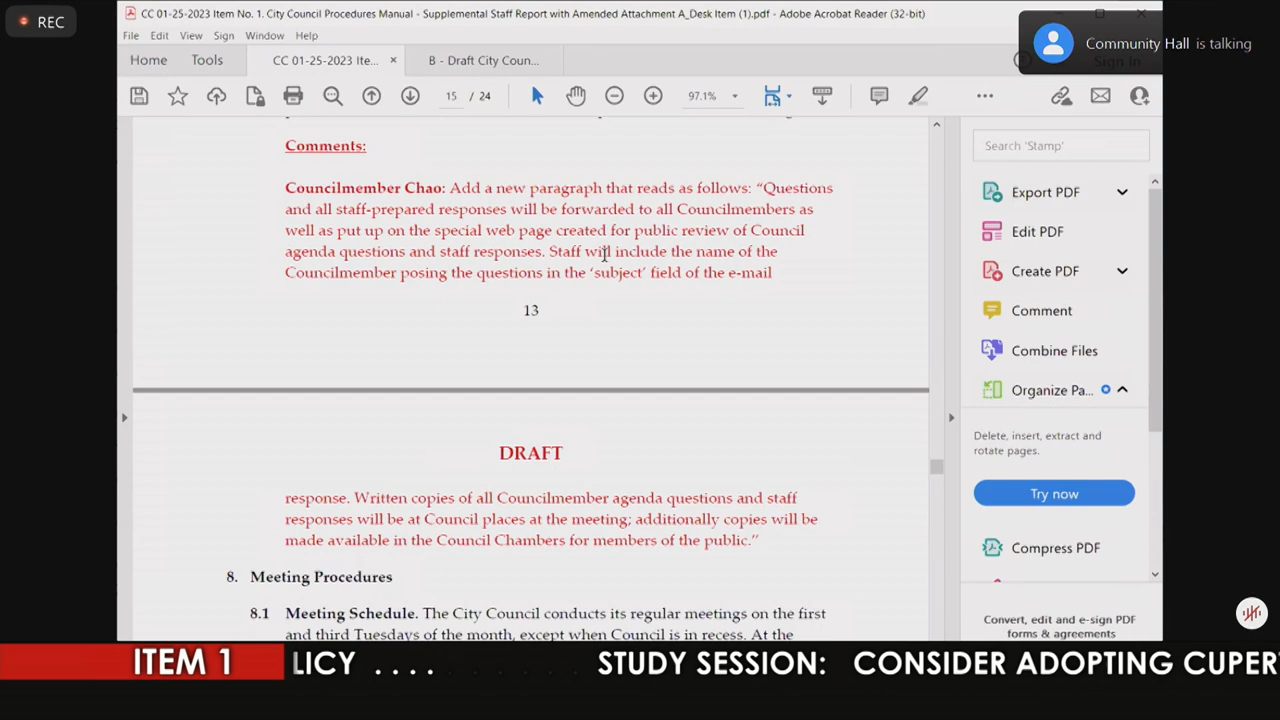 REC
CC 01-25-2023 Item No. 1. City Council Procedures Manual - Supplemental Staff Report with Amended Attachment A_Desk Item (1).pdf - Adobe Acrobat Reader (32-bit)
Community Hall is talking
File Edit View Sign Window Help
Home Tools CC 01-25-2023 Ite... × B - Draft City Coun...
Sign In
15 / 24 97.1%
Comments:
Search 'Stamp'
Councilmember Chao: Add a new paragraph that reads as follows: “Questions
and all staff-prepared responses will be forwarded to all Councilmembers as
well as put up on the special web page created for public review of Council
agenda questions and staff responses. Staff will include the name of the
Councilmember posing the questions in the ‘subject’ field of the e-mail
13
Export PDF
Edit PDF
Create PDF
Comment
Combine Files
Organize Pa...
Delete, insert, extract and
rotate pages.
Try now
Compress PDF
Convert, edit and e-sign PDF
forms & agreements
DRAFT
response. Written copies of all Councilmember agenda questions and staff
responses will be at Council places at the meeting; additionally copies will be
made available in the Council Chambers for members of the public.”
8. Meeting Procedures
8.1 Meeting Schedule. The City Council conducts its regular meetings on the first
and third Tuesdays of the month, except when Council is in recess. At the
ITEM 1 LICY . . . . STUDY SESSION: CONSIDER ADOPTING CUPER